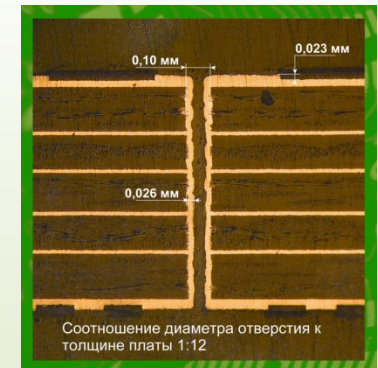 0,10 мм
0,023 мм
0,026 мм
Соотношение диаметра отверстия к
толщине платы 1:12